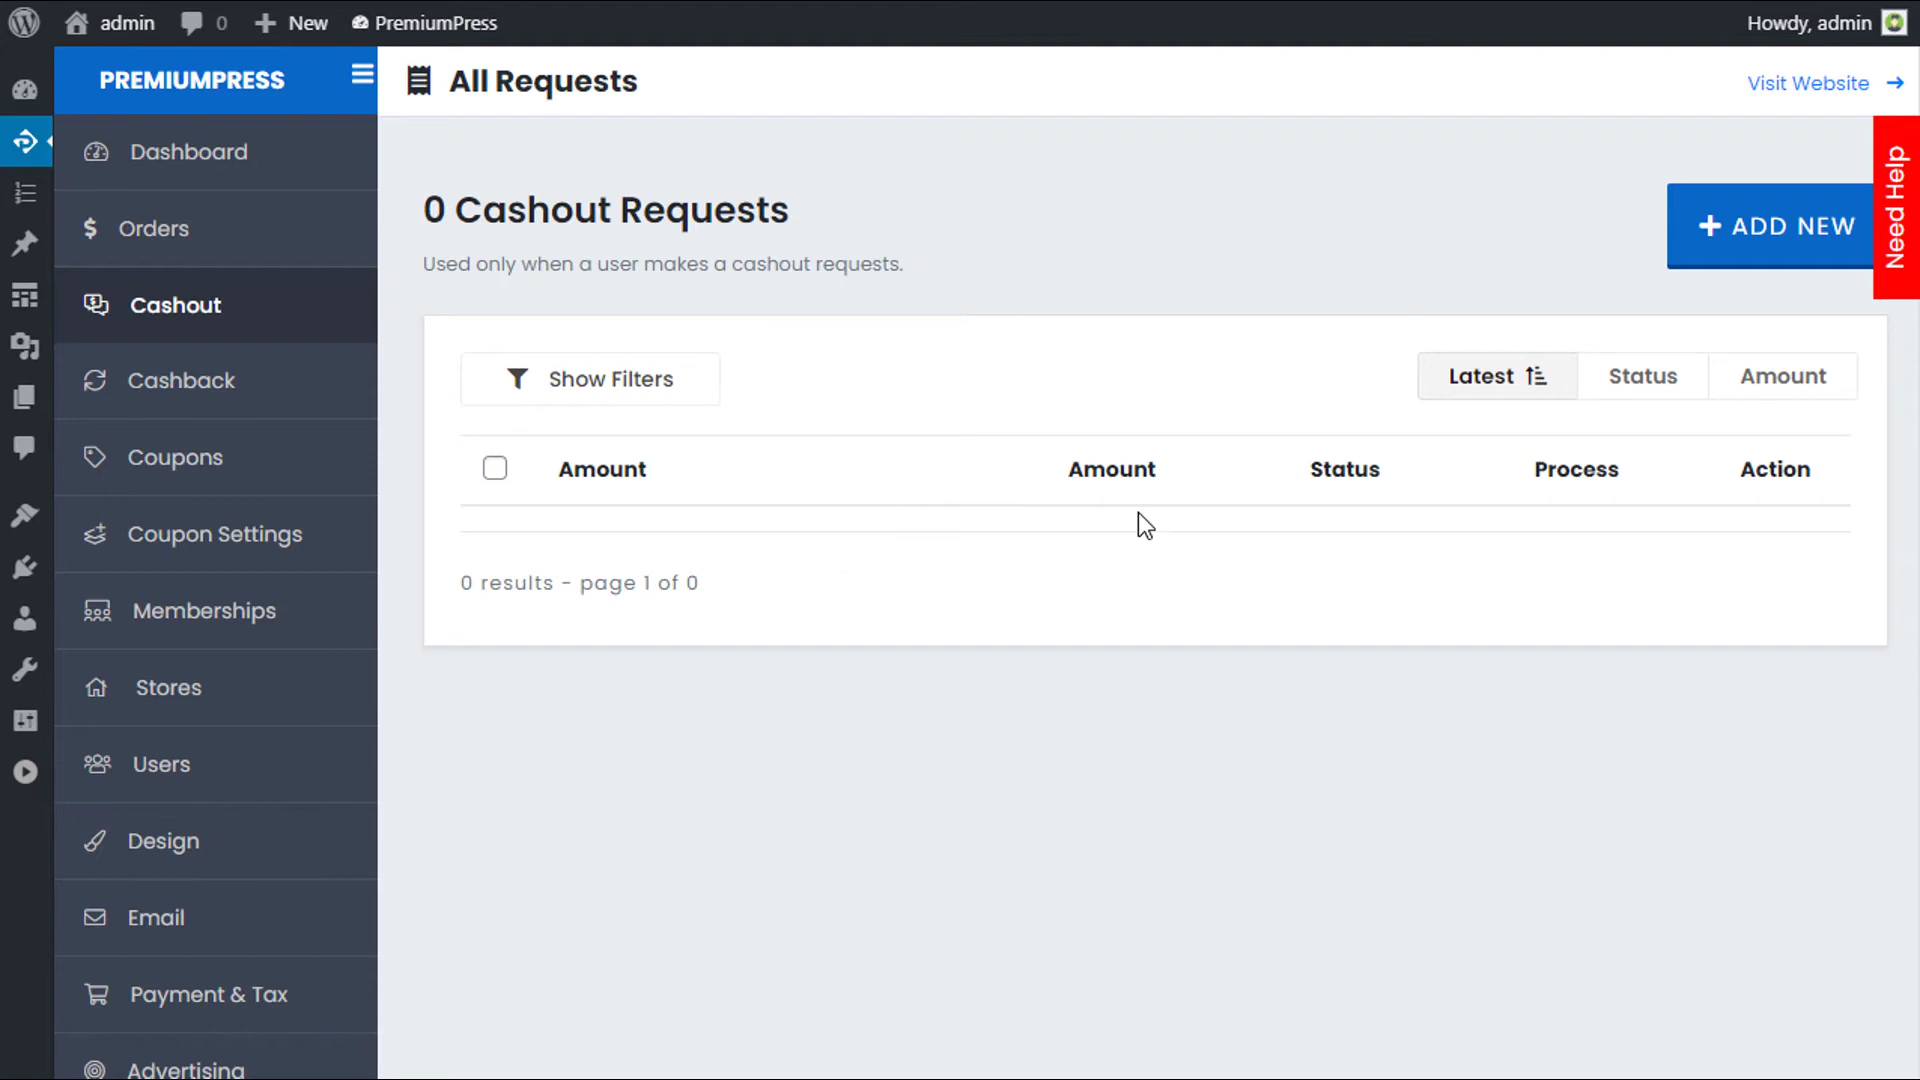 admin
0
New
PremiumPress
Howdy, admin
PREMIUMPRESS
Dashboard
Orders
Cashout
Cashback
Coupons
Coupon Settings
Memberships
Stores
Users
Design
Email
Payment & Tax
Advertising
All Requests
Visit Website
Need Help
0 Cashout Requests
Used only when a user makes a cashout requests.
ADD NEW
Show Filters
Latest
Status
Amount
Amount
Amount
Status
Process
Action
0 results - page 1 of 0